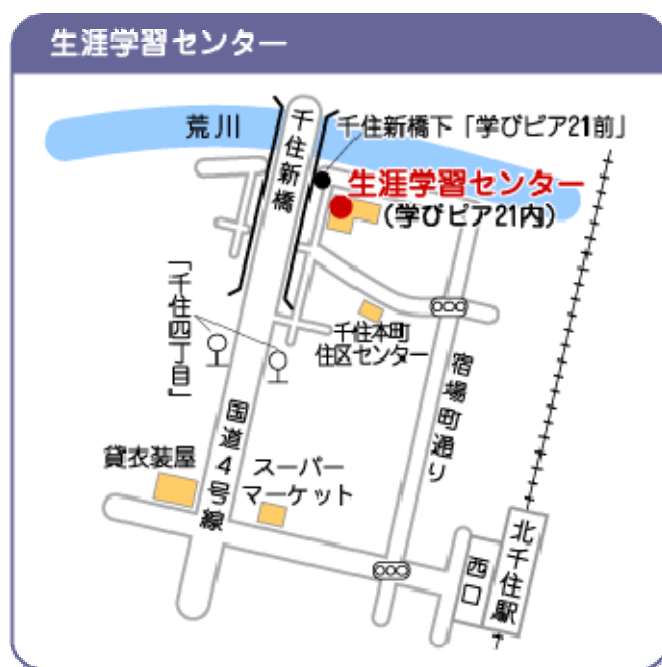 生涯学習センター
荒川
千住新橋
千住新橋下「学びピア21前」
生涯学習センター
(学びピア21内)
「千住四丁目」
千住本町
住区センター
宿場町通り
国道4号線
貸衣装屋
スーパー
マーケット
北千住駅
西口